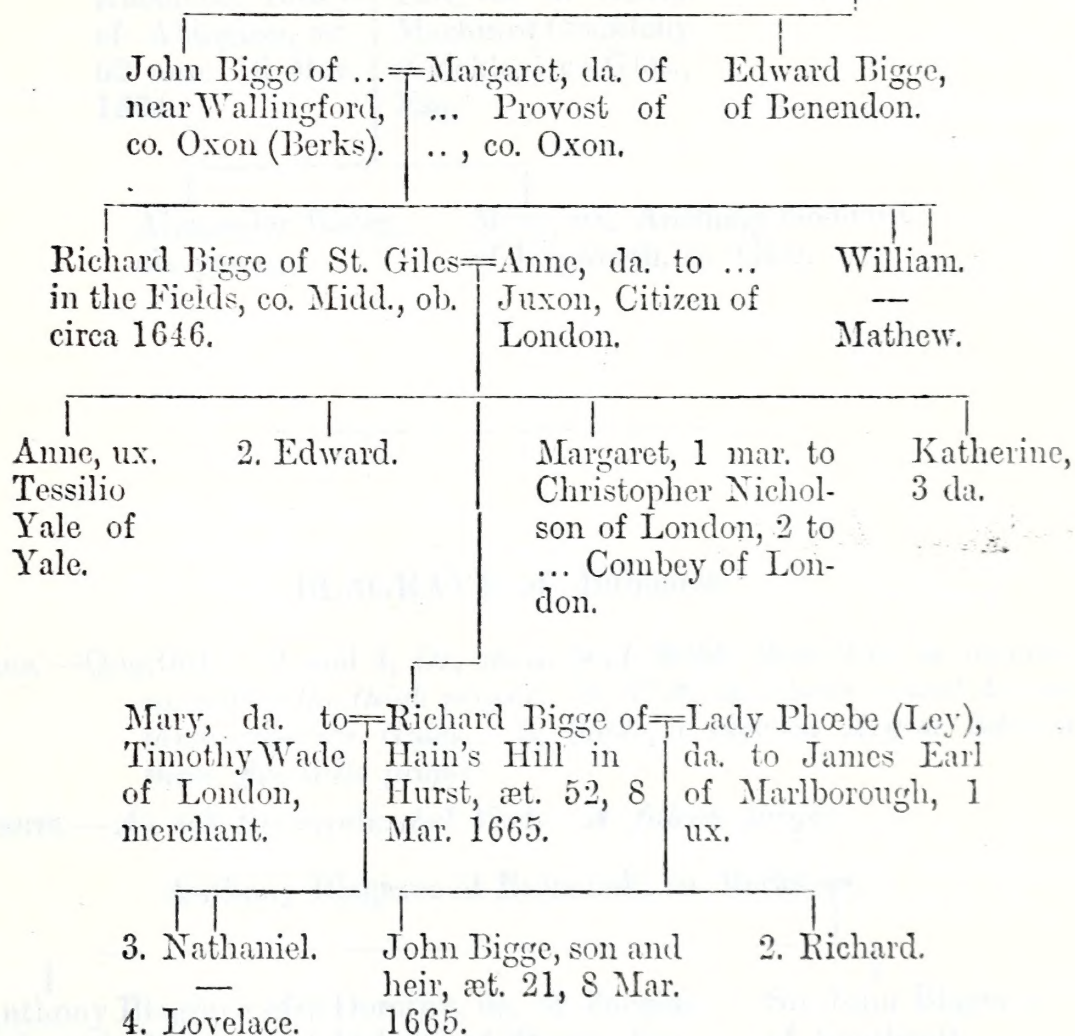 John Bigge of ...
near Wallingford,
co. Oxon (Berks).
Margaret, da. of
... Provost of
.. , co. Oxon.
Edward Bigge,
of Benendon.
Richard Bigge of St. Giles
in the Fields, co. Midd., ob.
circa 1646.
Anne, da. to ...
Juxon, Citizen of
London.
William.
—
Mathew.
Anne, ux.
Tessilio
Yale of
Yale.
2. Edward.
Margaret, 1 mar. to
Christopher Nichol-
son of London, 2 to
... Combey of Lon-
don.
Katherine,
3 da.
Mary, da. to
Timothy Wade
of London,
merchant.
Richard Bigge of
Hain's Hill in
Hurst, æt. 52, 8
Mar. 1665.
Lady Phœbe (Ley),
da. to James Earl
of Marlborough, 1
ux.
3. Nathaniel.
—
4. Lovelace.
John Bigge, son and
heir, æt. 21, 8 Mar.
1665.
2. Richard.